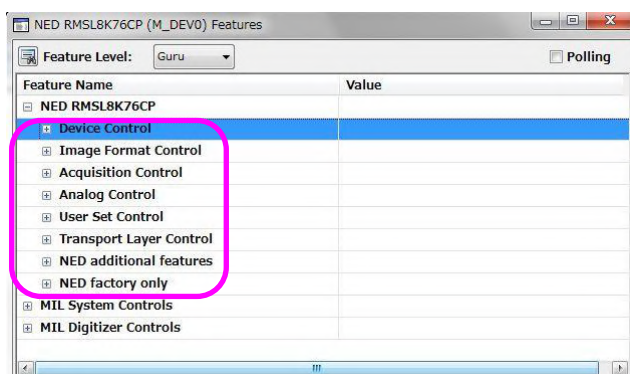 NED RMSL8K76CP (M_DEV0) Features
Feature Level: Guru Polling
Feature Name Value
NED RMSL8K76CP
Device Control
Image Format Control
Acquisition Control
Analog Control
User Set Control
Transport Layer Control
NED additional features
NED factory only
MIL System Controls
MIL Digitizer Controls